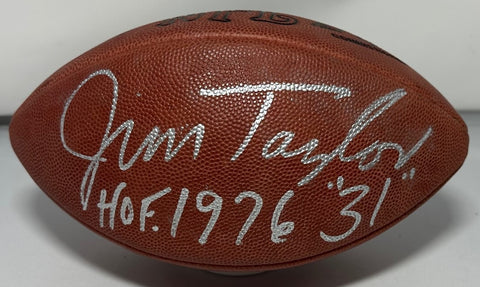 Jim Taylor
HOF. 1976 "31"